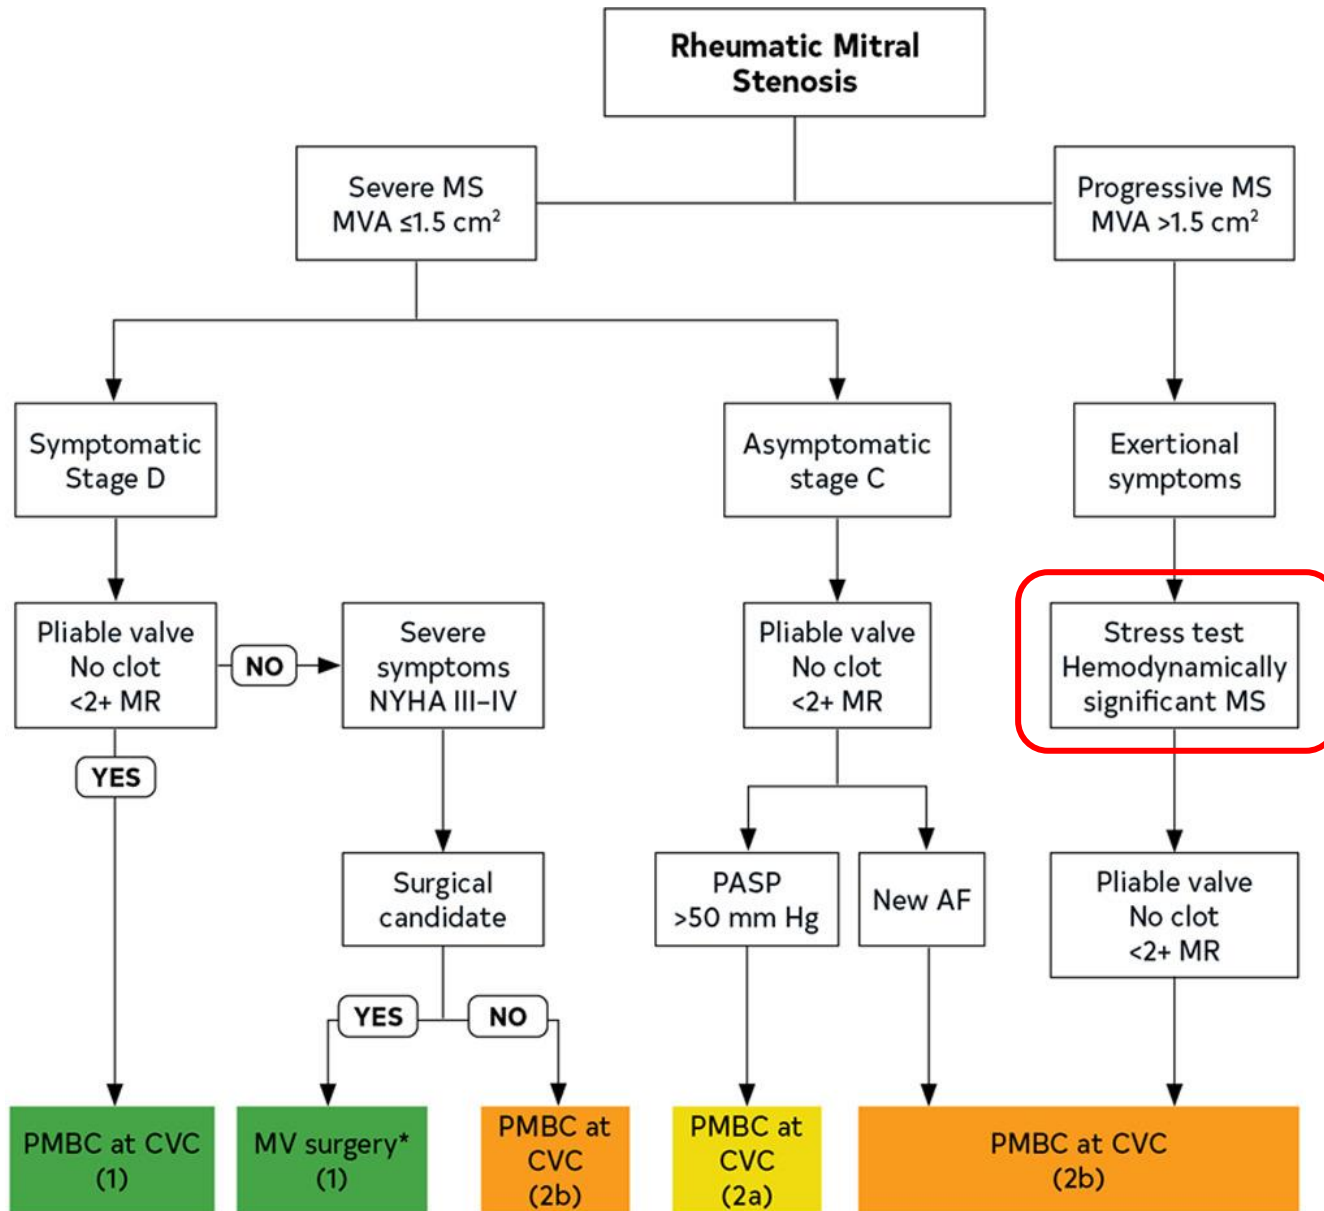 Rheumatic Mitral
Stenosis
Severe MS
MVA ≤1.5 cm²
Progressive MS
MVA >1.5 cm²
Symptomatic
Stage D
Asymptomatic
stage C
Exertional
symptoms
Pliable valve
No clot
<2+ MR
NO
Severe
symptoms
NYHA III–IV
Pliable valve
No clot
<2+ MR
Stress test
Hemodynamically
significant MS
YES
Surgical
candidate
PASP
>50 mm Hg
New AF
Pliable valve
No clot
<2+ MR
YES
NO
PMBC at CVC
(1)
MV surgery*
(1)
PMBC at
CVC
(2b)
PMBC at
CVC
(2a)
PMBC at CVC
(2b)